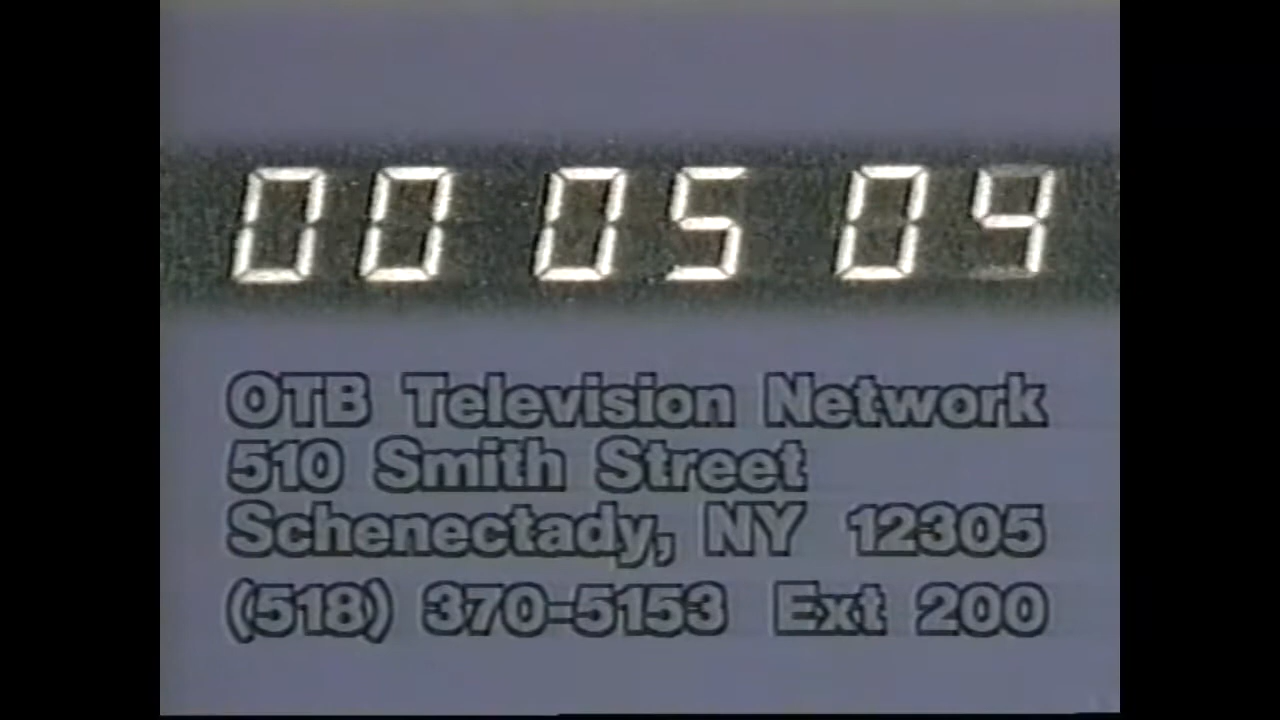 00 05 04
OTB Television Network
510 Smith Street
Schenectady, NY 12305
(518) 370-5153 Ext 200